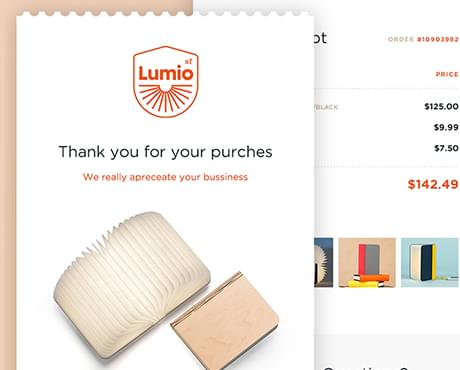 sf
Lumio
Thank you for your purches
We really apreceate your bussiness
ot
ORDER #10903982
PRICE
/BLACK
$125.00
$9.99
$7.50
$142.49